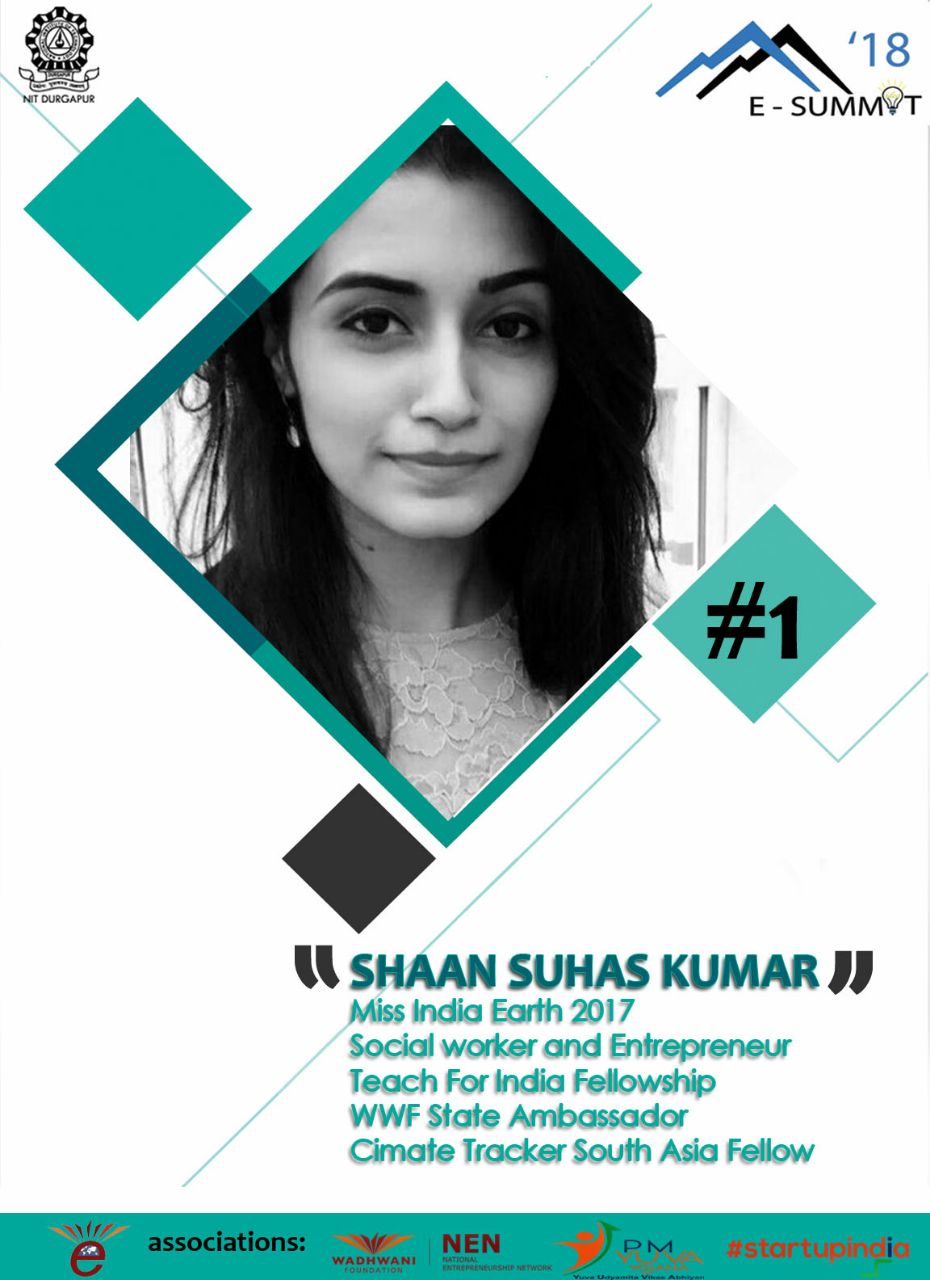 NIT DURGAPUR
'18
E - SUMMIT
#1
" SHAAN SUHAS KUMAR "
Miss India Earth 2017
Social worker and Entrepreneur
Teach For India Fellowship
WWF State Ambassador
Cimate Tracker South Asia Fellow
e
associations:
WADHWANI
FOUNDATION
NEN
NATIONAL
ENTREPRENEURSHIP NETWORK
PM
YUVA
YOJANA
Yuva Udyamita Vikas Abhiyan
#startupindia